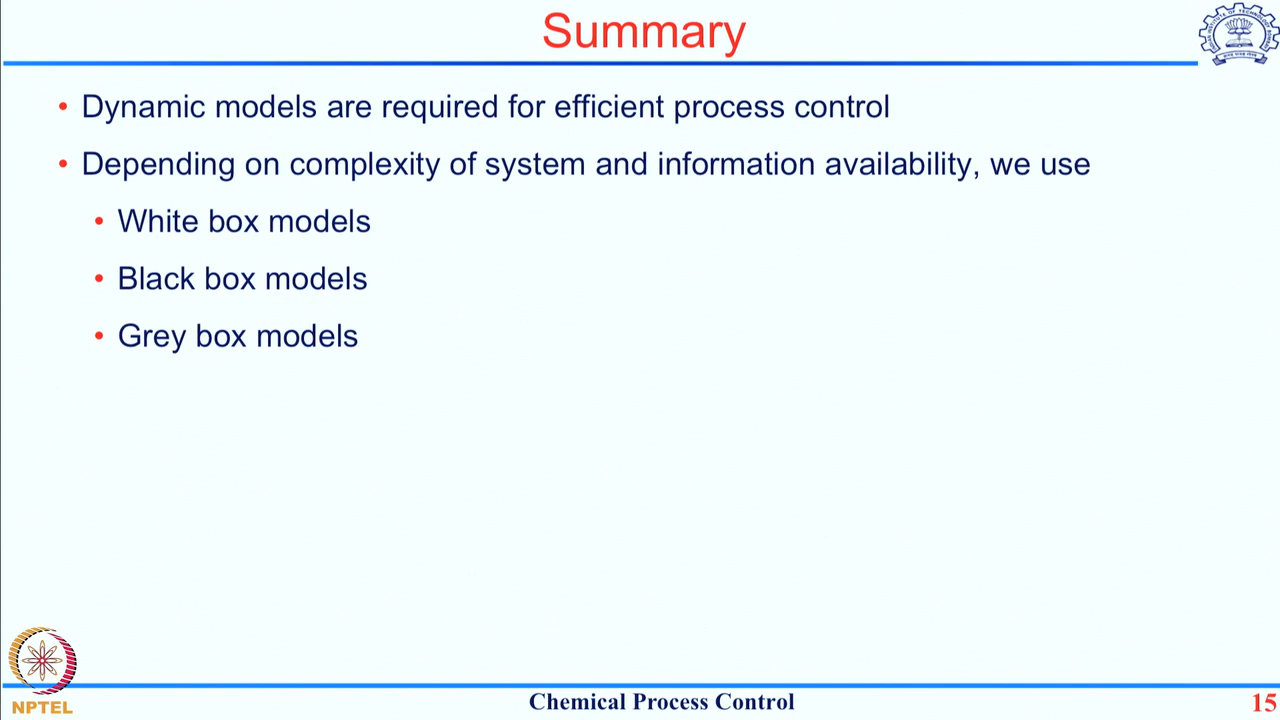 Summary
• Dynamic models are required for efficient process control
• Depending on complexity of system and information availability, we use
• White box models
• Black box models
• Grey box models
NPTEL
Chemical Process Control
15